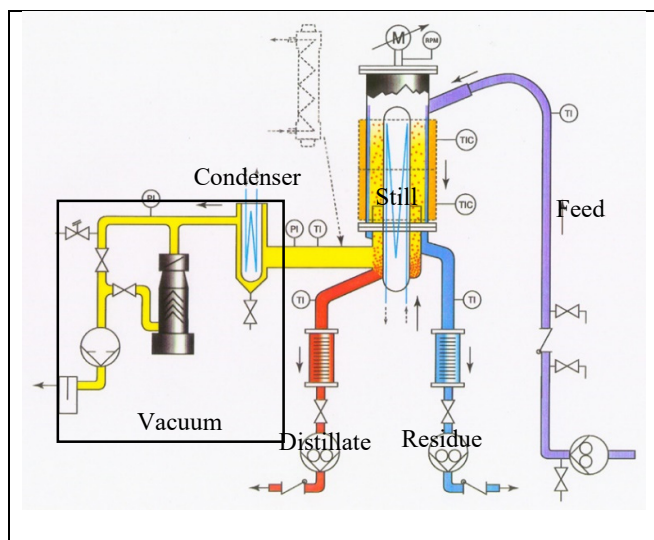 M
RPM
TI
TIC
Condenser
PI
Still
TIC
Feed
PI
TI
TI
TI
Vacuum
Distillate
Residue